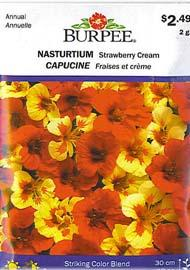 Annual
Annuelle
BURPEE
$2.49
2 g
NASTURTIUM Strawberry Cream
CAPUCINE Fraises et crème
Striking Color Blend
30 cm